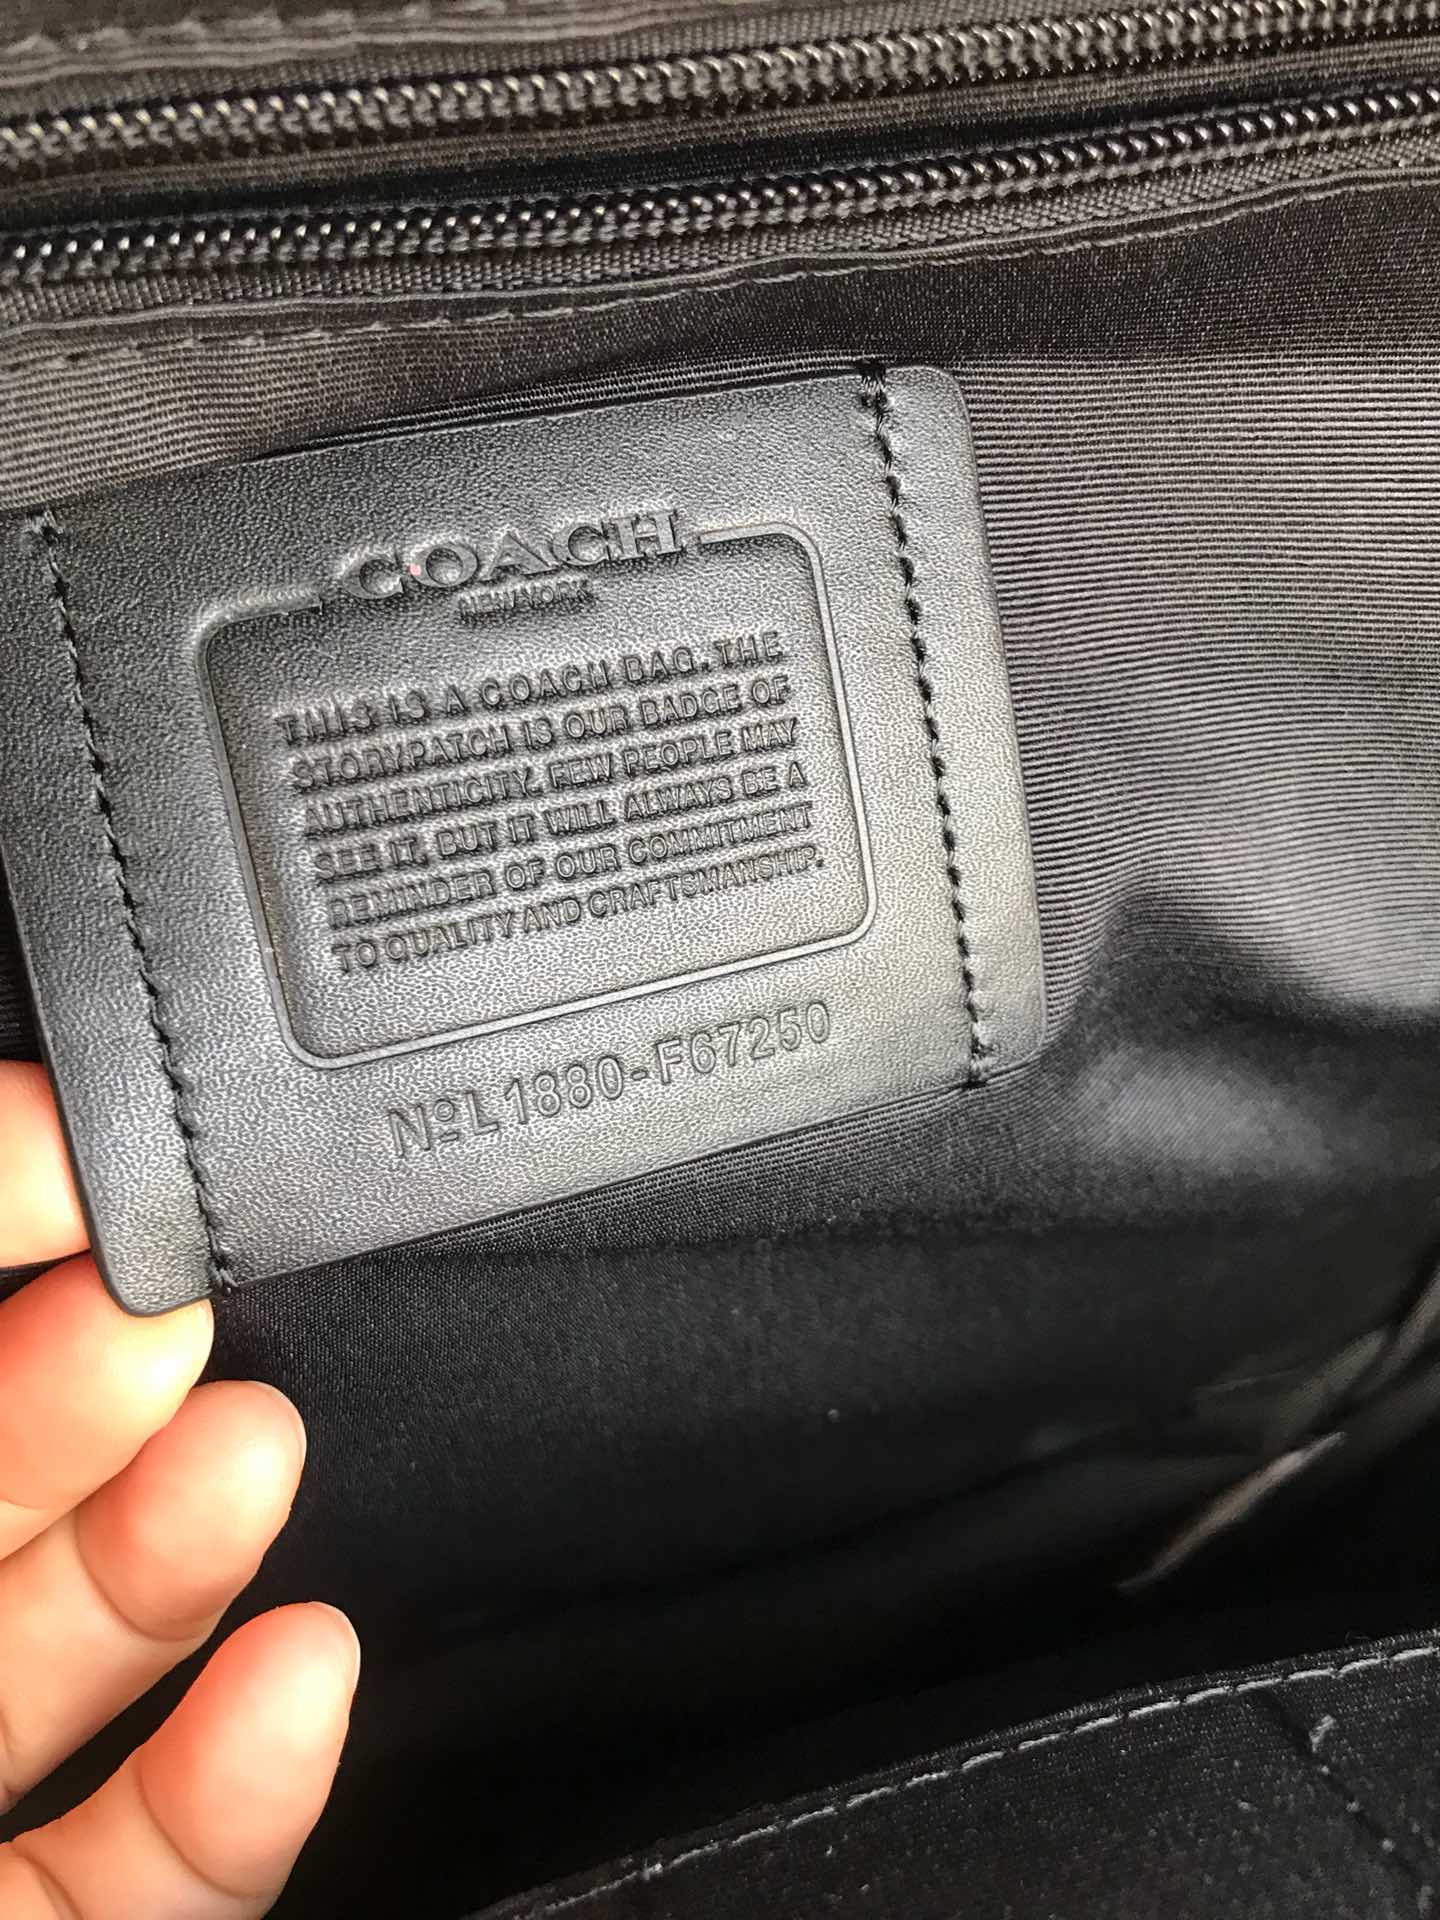 COACH
NEW YORK
THIS IS A COACH BAG. THE
STORYPATCH IS OUR BADGE OF
AUTHENTICITY. FEW PEOPLE MAY
SEE IT, BUT IT WILL ALWAYS BE A
REMINDER OF OUR COMMITMENT
TO QUALITY AND CRAFTSMANSHIP.
Nº L1880-F67250